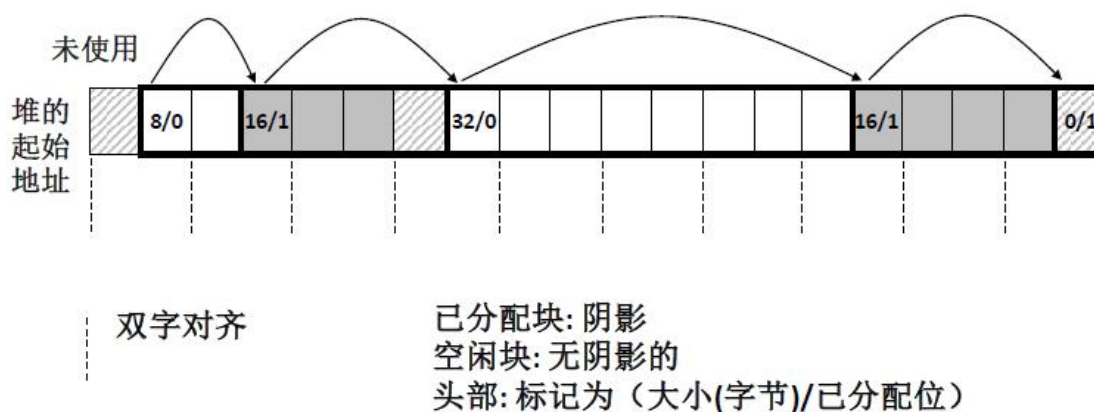 未使用
堆的
起始
地址
8/0 16/1 32/0 16/1 0/1
双字对齐
已分配块: 阴影
空闲块: 无阴影的
头部: 标记为（大小(字节)/已分配位）